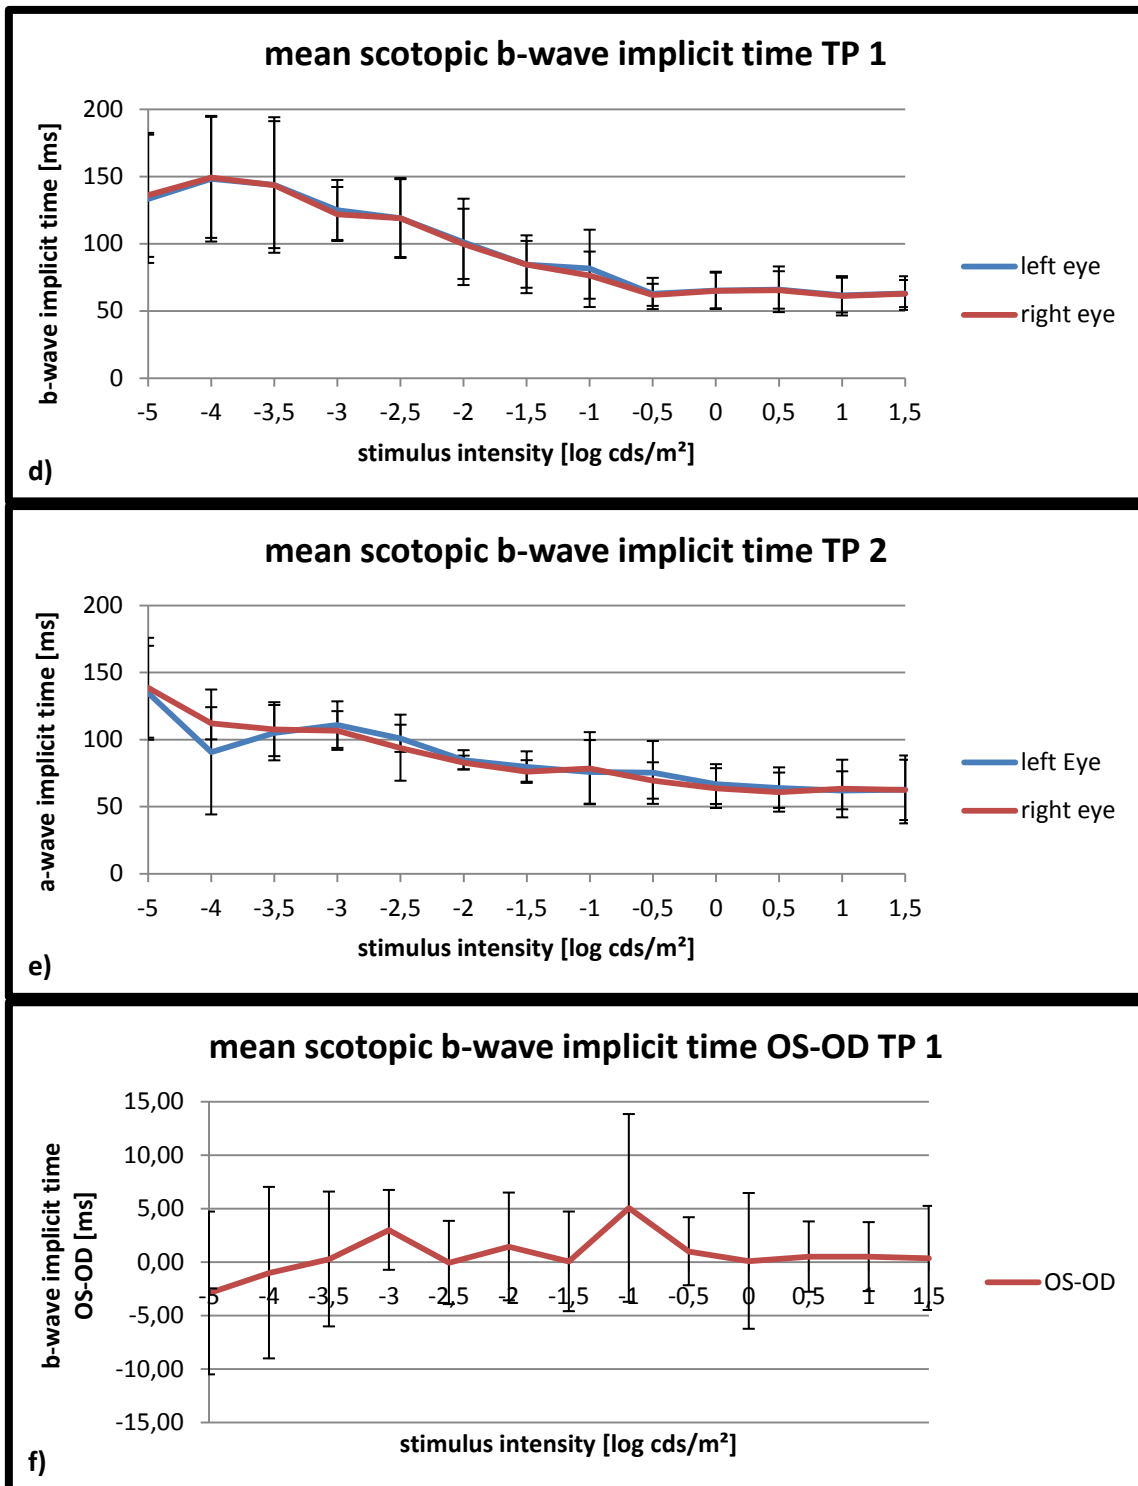 mean scotopic b-wave implicit time TP 1
b-wave implicit time [ms]
200
150
100
50
0
-5 -4 -3,5 -3 -2,5 -2 -1,5 -1 -0,5 0 0,5 1 1,5
stimulus intensity [log cds/m²]
left eye
right eye
d)
mean scotopic b-wave implicit time TP 2
a-wave implicit time [ms]
200
150
100
50
0
-5 -4 -3,5 -3 -2,5 -2 -1,5 -1 -0,5 0 0,5 1 1,5
stimulus intensity [log cds/m²]
left Eye
right eye
e)
mean scotopic b-wave implicit time OS-OD TP 1
b-wave implicit time
OS-OD [ms]
15,00
10,00
5,00
0,00
-5,00
-10,00
-15,00
-5 -4 -3,5 -3 -2,5 -2 -1,5 -1 -0,5 0 0,5 1 1,5
stimulus intensity [log cds/m²]
OS-OD
f)